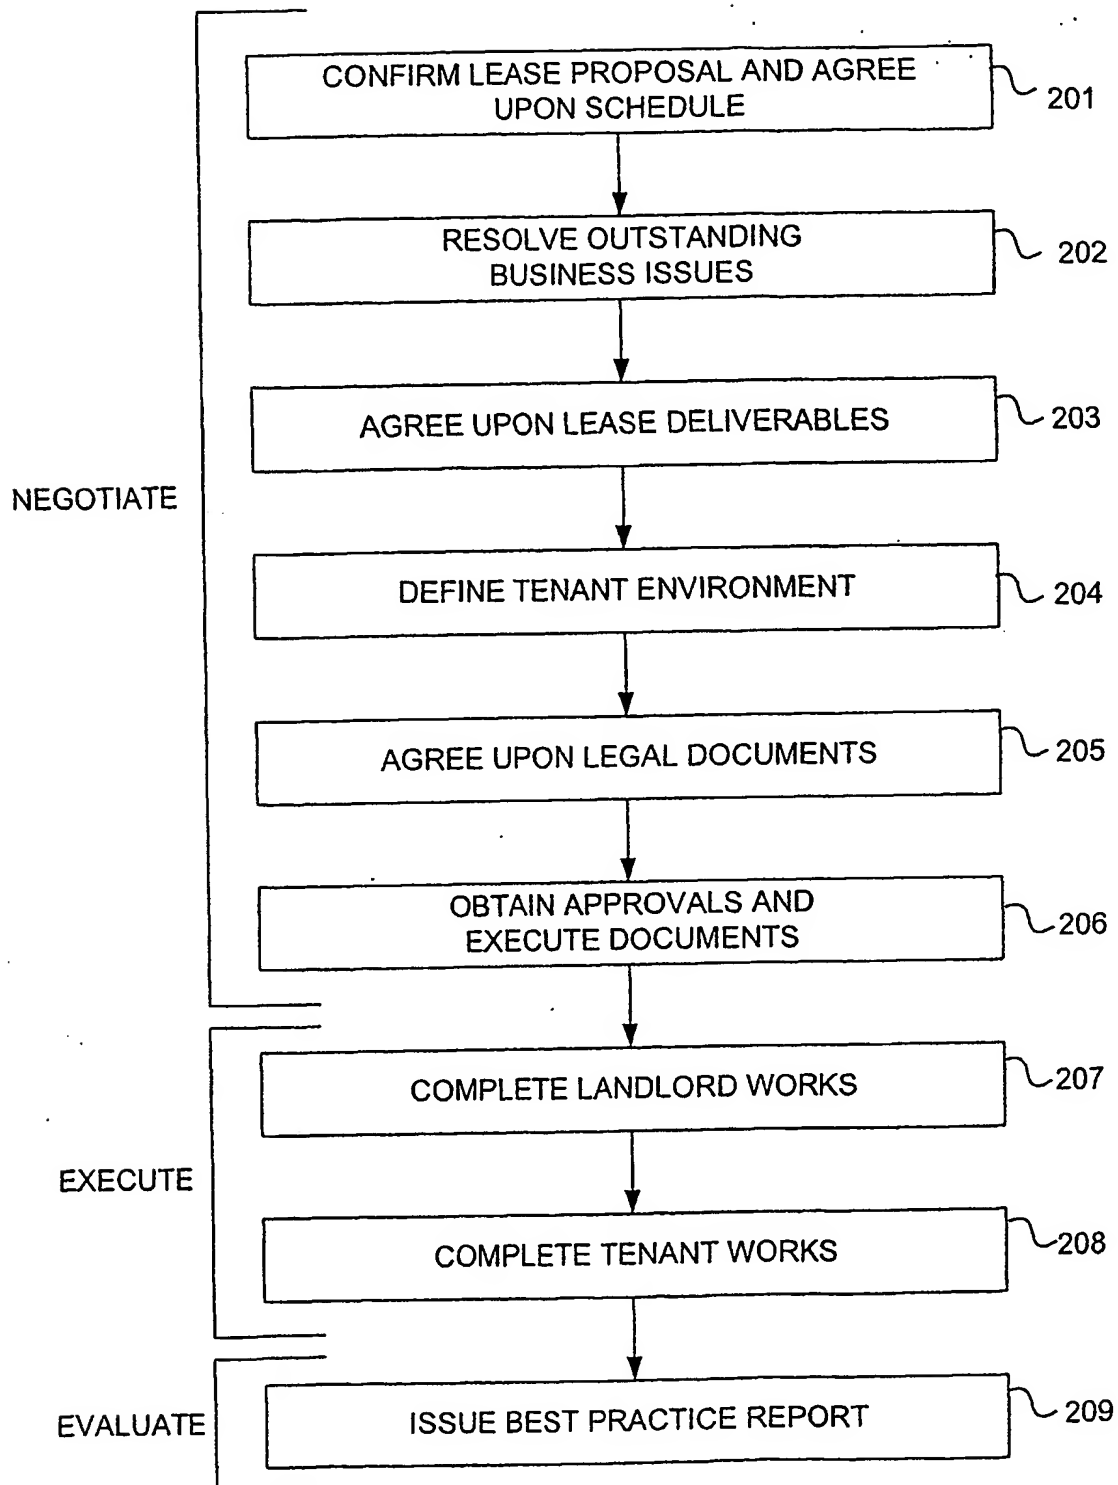 CONFIRM LEASE PROPOSAL AND AGREE
UPON SCHEDULE
201
RESOLVE OUTSTANDING
BUSINESS ISSUES
202
AGREE UPON LEASE DELIVERABLES
203
NEGOTIATE
DEFINE TENANT ENVIRONMENT
204
AGREE UPON LEGAL DOCUMENTS
205
OBTAIN APPROVALS AND
EXECUTE DOCUMENTS
206
COMPLETE LANDLORD WORKS
207
EXECUTE
COMPLETE TENANT WORKS
208
EVALUATE
ISSUE BEST PRACTICE REPORT
209